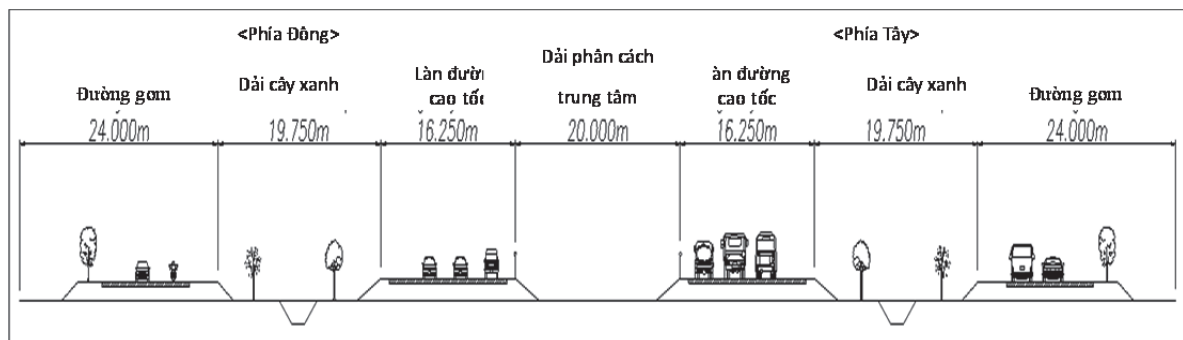 <Phía Đông> <Phía Tây>
Đường gom
24.000m
Dải cây xanh
19.750m
Làn đườn
cao tốc
16.250m
Dải phân cách
trung tâm
20.000m
àn đường
cao tốc
16.250m
Dải cây xanh
19.750m
Đường gom
24.000m